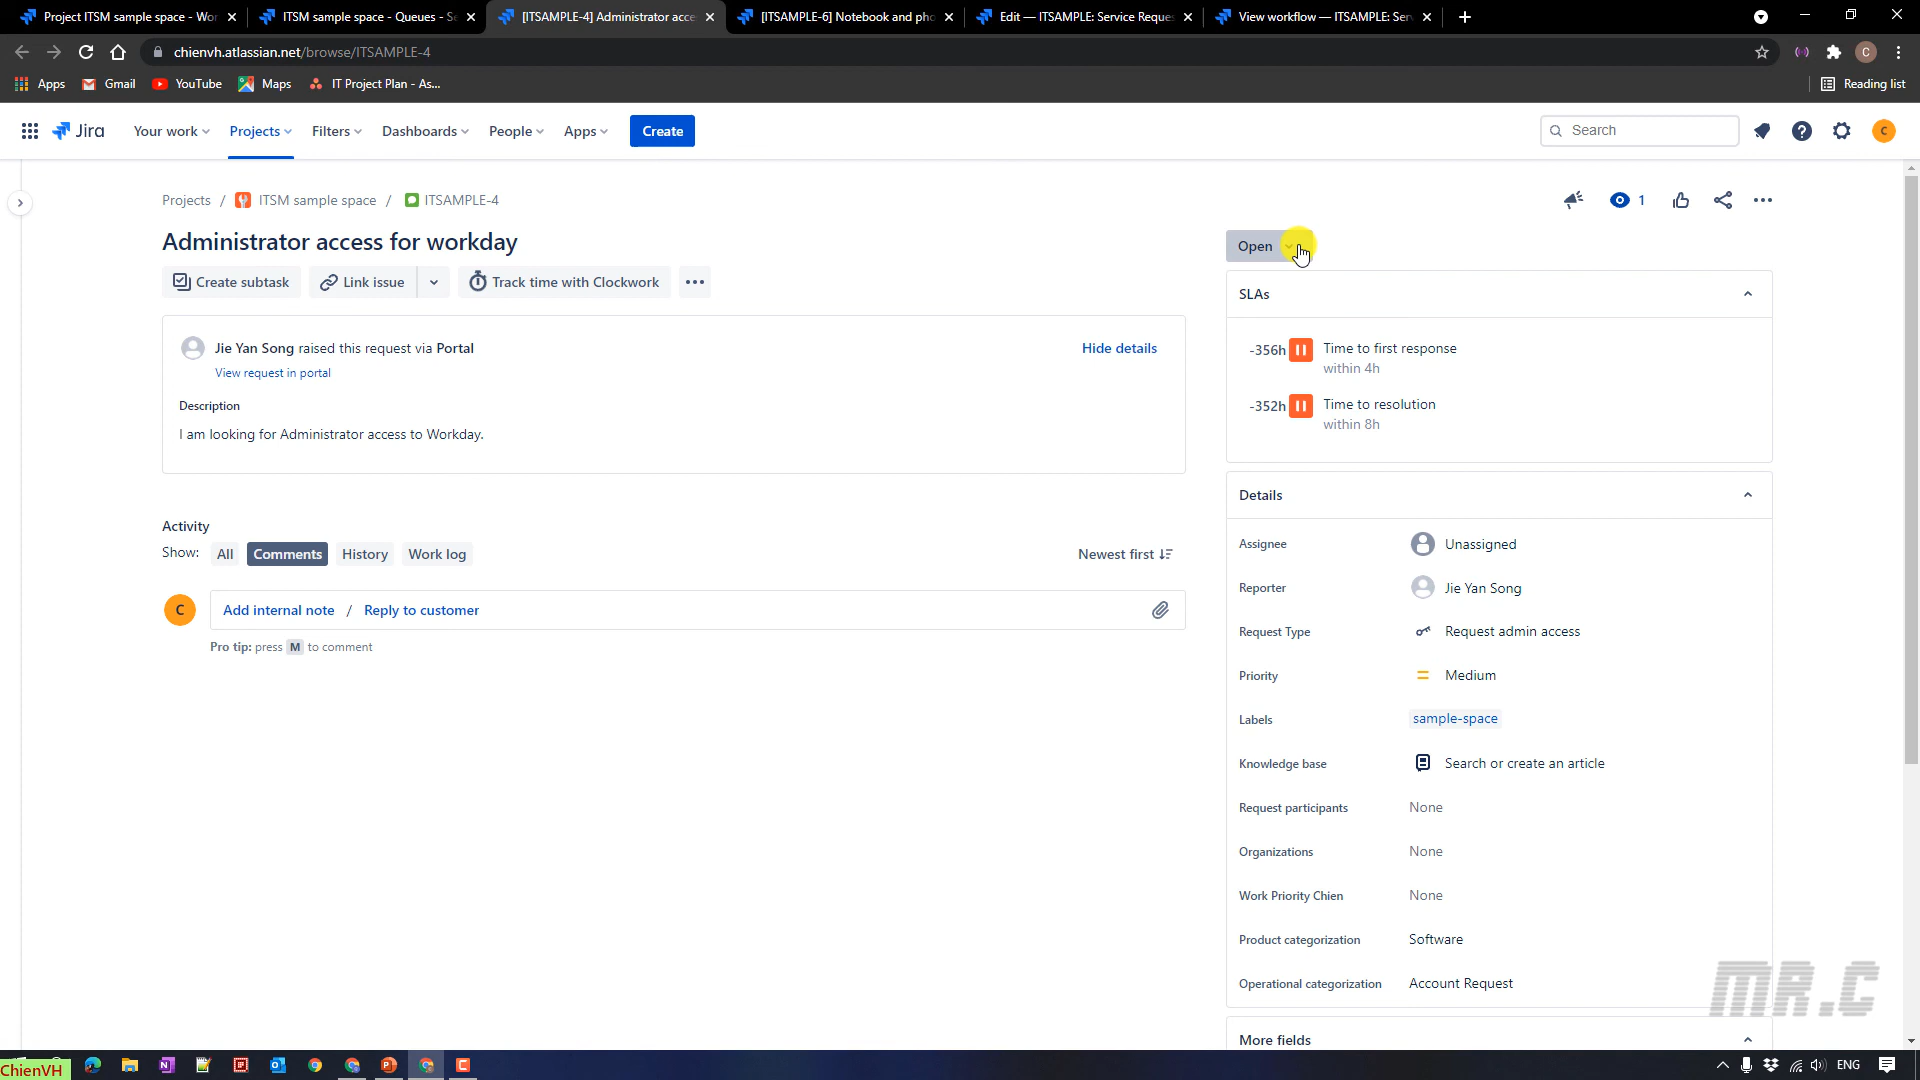 Project ITSM sample space - Wor
ITSM sample space - Queues - Se
[ITSAMPLE-4] Administrator acce
[ITSAMPLE-6] Notebook and pho
Edit — ITSAMPLE: Service Reques
View workflow — ITSAMPLE: Serv
chienvh.atlassian.net/browse/ITSAMPLE-4
C
Apps
Gmail
YouTube
Maps
IT Project Plan - As...
Reading list
Jira
Your work
Projects
Filters
Dashboards
People
Apps
Create
Search
C
Projects / ITSM sample space / ITSAMPLE-4
1
Administrator access for workday
Open
Create subtask
Link issue
Track time with Clockwork
SLAs
Jie Yan Song raised this request via Portal
Hide details
View request in portal
-356h Time to first response
within 4h
Description
-352h Time to resolution
within 8h
I am looking for Administrator access to Workday.
Details
Activity
Show: All Comments History Work log
Newest first
Assignee Unassigned
Reporter Jie Yan Song
C
Add internal note / Reply to customer
Pro tip: press M to comment
Request Type Request admin access
Priority Medium
Labels sample-space
Knowledge base Search or create an article
Request participants None
Organizations None
Work Priority Chien None
Product categorization Software
Operational categorization Account Request
MR.C
More fields
ChienVH
ENG